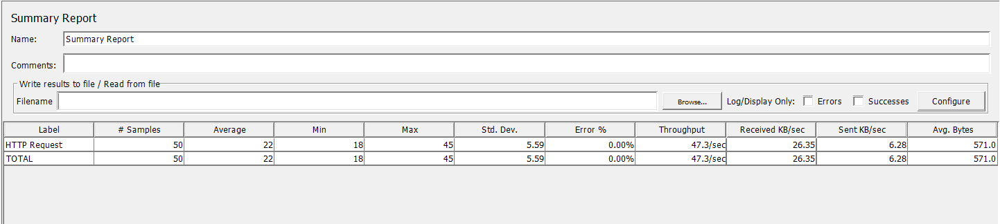 Summary Report
Name: Summary Report
Comments:
Write results to file / Read from file
Filename Browse... Log/Display Only: Errors Successes Configure
Label # Samples Average Min Max Std. Dev. Error % Throughput Received KB/sec Sent KB/sec Avg. Bytes
HTTP Request 50 22 18 45 5.59 0.00% 47.3/sec 26.35 6.28 571.0
TOTAL 50 22 18 45 5.59 0.00% 47.3/sec 26.35 6.28 571.0